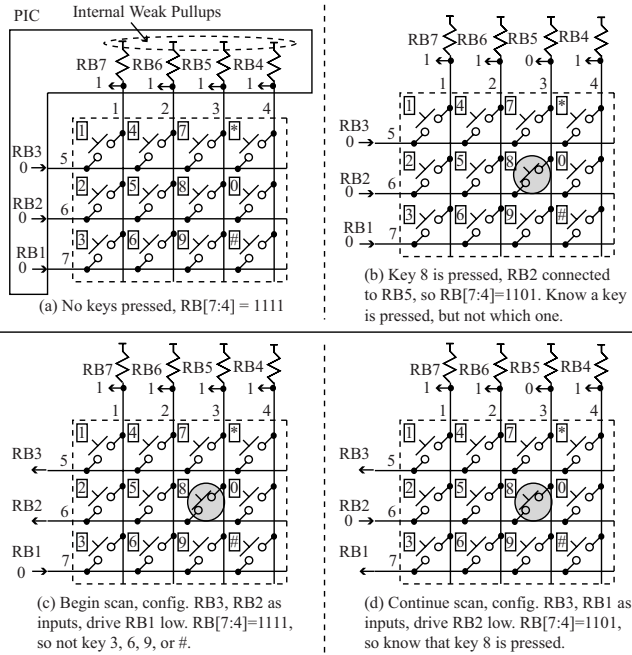 PIC Internal Weak Pullups
RB7 RB6 RB5 RB4
1 1 1 1
1 2 3 4
1 4 7 *
RB3
0 5
2 5 8 0
RB2
0 6
3 6 9 #
RB1
0 7
(a) No keys pressed, RB[7:4] = 1111
RB7 RB6 RB5 RB4
1 1 0 1
1 2 3 4
1 4 7 *
RB3
0 5
2 5 8 0
RB2
0 6
3 6 9 #
RB1
0 7
(b) Key 8 is pressed, RB2 connected
to RB5, so RB[7:4]=1101. Know a key
is pressed, but not which one.
RB7 RB6 RB5 RB4
1 1 1 1
1 2 3 4
1 4 7 *
RB3
5
2 5 8 0
RB2
6
3 6 9 #
RB1
0 7
(c) Begin scan, config. RB3, RB2 as
inputs, drive RB1 low. RB[7:4]=1111,
so not key 3, 6, 9, or #.
RB7 RB6 RB5 RB4
1 1 0 1
1 2 3 4
1 4 7 *
RB3
5
2 5 8 0
RB2
0 6
3 6 9 #
RB1
7
(d) Continue scan, config. RB3, RB1 as
inputs, drive RB2 low. RB[7:4]=1101,
so know that key 8 is pressed.